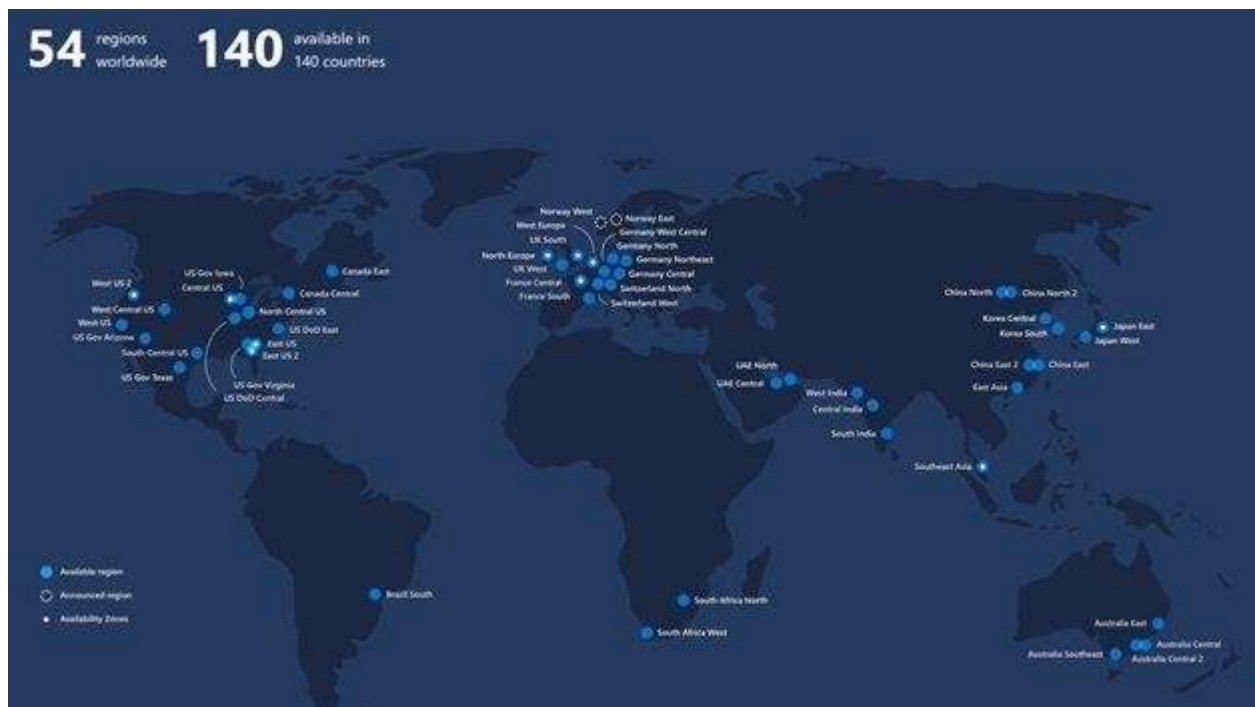 54 regions worldwide
140 available in 140 countries
Norway West
Norway East
West Europe
Germany West Central
UK South
Germany North
North Europe
Germany Northeast
UK West
Germany Central
France Central
Switzerland North
France South
Switzerland West
Canada East
US Gov Iowa
West US 2
Central US
Canada Central
West Central US
North Central US
West US
US DoD East
US Gov Arizona
East US
South Central US
East US 2
US Gov Texas
US Gov Virginia
US DoD Central
China North
China North 2
Korea Central
Japan East
Korea South
Japan West
UAE North
China East 2
China East
UAE Central
East Asia
West India
Central India
South India
Southeast Asia
Available region
Announced region
Availability Zones
Brazil South
South Africa North
South Africa West
Australia East
Australia Central
Australia Southeast
Australia Central 2